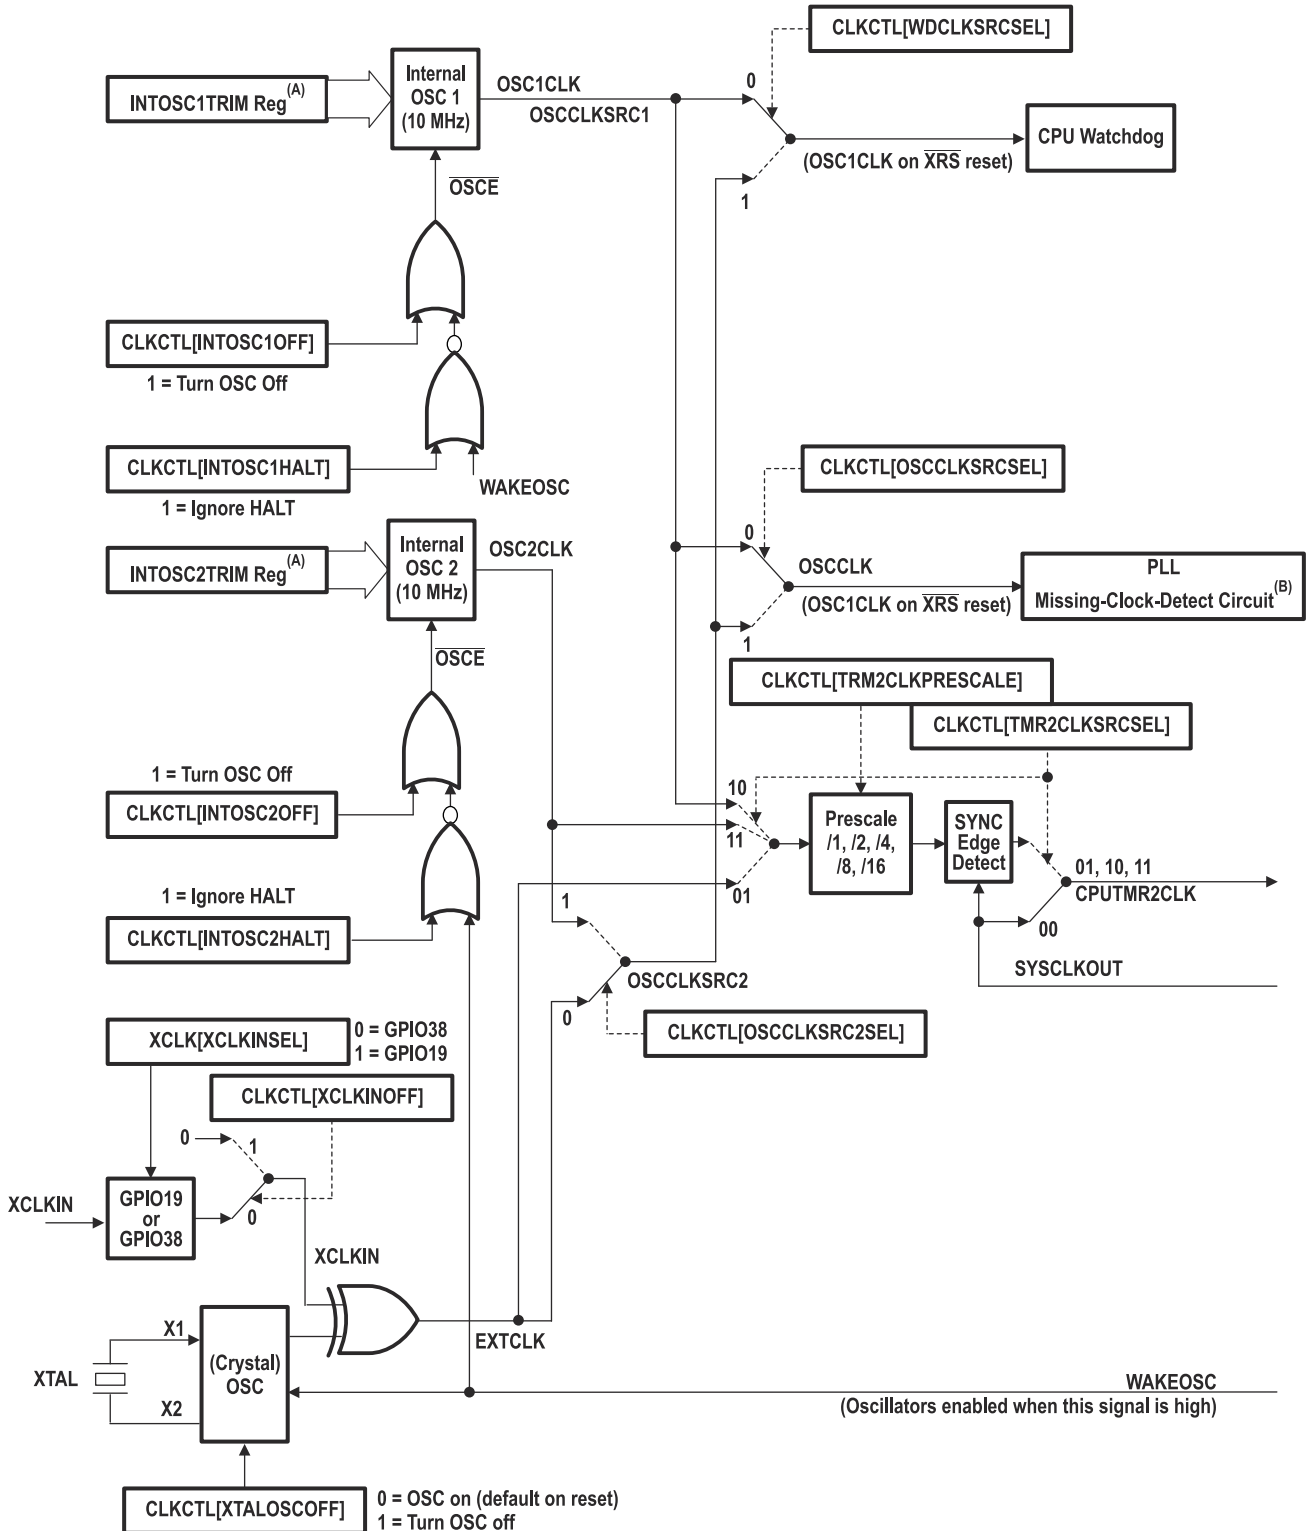 CLKCTL[WDCLKSRCSEL]
INTOSC1TRIM Reg(A)
Internal
OSC 1
(10 MHz)
OSC1CLK
OSCCLKSRC1
0
1
(OSC1CLK on XRS reset)
CPU Watchdog
OSCE
CLKCTL[INTOSC1OFF]
1 = Turn OSC Off
CLKCTL[INTOSC1HALT]
1 = Ignore HALT
WAKEOSC
CLKCTL[OSCCLKSRCSEL]
INTOSC2TRIM Reg(A)
Internal
OSC 2
(10 MHz)
OSC2CLK
0
1
OSCCLK
(OSC1CLK on XRS reset)
PLL
Missing-Clock-Detect Circuit(B)
OSCE
CLKCTL[TRM2CLKPRESCALE]
CLKCTL[TMR2CLKSRCSEL]
1 = Turn OSC Off
CLKCTL[INTOSC2OFF]
10
11
01
Prescale
/1, /2, /4,
/8, /16
SYNC
Edge
Detect
01, 10, 11
CPUTMR2CLK
00
SYSCLKOUT
1 = Ignore HALT
CLKCTL[INTOSC2HALT]
1
0
OSCCLKSRC2
CLKCTL[OSCCLKSRC2SEL]
XCLK[XCLKINSEL]
0 = GPIO38
1 = GPIO19
CLKCTL[XCLKINOFF]
0
1
0
XCLKIN
GPIO19
or
GPIO38
XCLKIN
EXTCLK
XTAL
X1
X2
(Crystal)
OSC
WAKEOSC
(Oscillators enabled when this signal is high)
CLKCTL[XTALOSCOFF]
0 = OSC on (default on reset)
1 = Turn OSC off